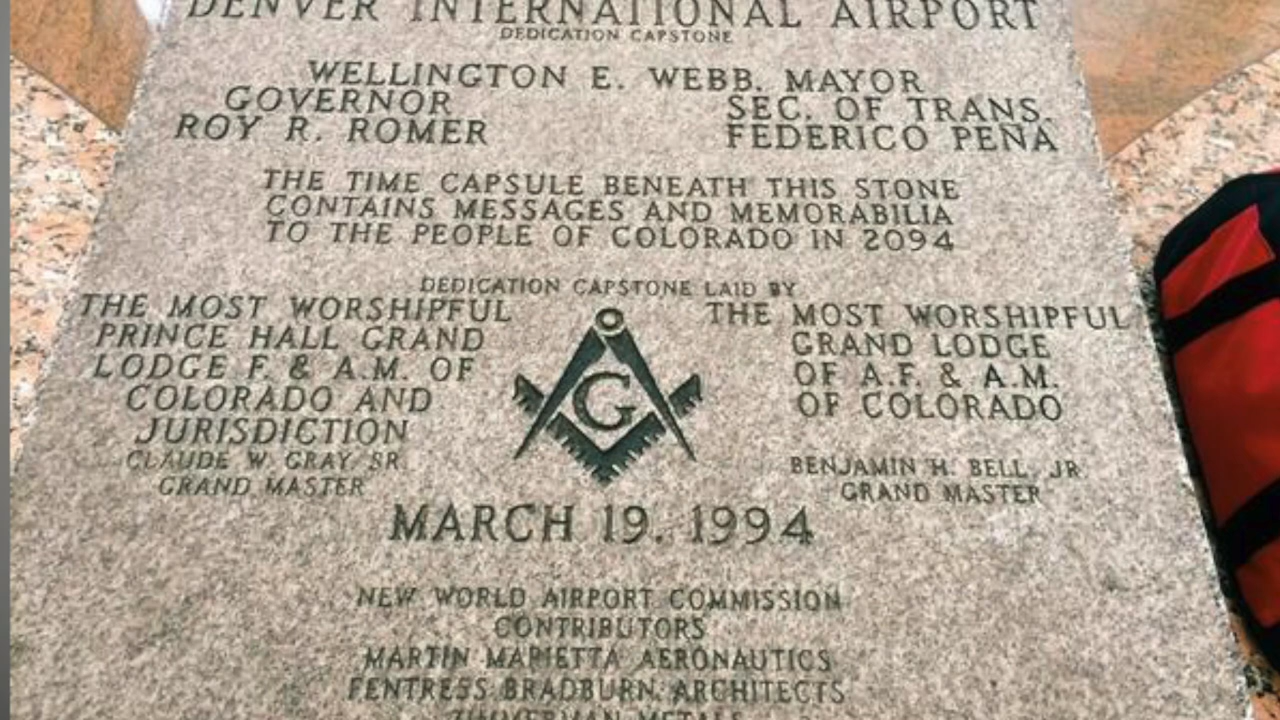 DENVER INTERNATIONAL AIRPORT
DEDICATION CAPSTONE
WELLINGTON E. WEBB, MAYOR
GOVERNOR
ROY R. ROMER
SEC. OF TRANS.
FEDERICO PEÑA
THE TIME CAPSULE BENEATH THIS STONE
CONTAINS MESSAGES AND MEMORABILIA
TO THE PEOPLE OF COLORADO IN 2094
DEDICATION CAPSTONE LAID BY
THE MOST WORSHIPFUL
PRINCE HALL GRAND
LODGE F. & A.M. OF
COLORADO AND
JURISDICTION
CLAUDE W. GRAY, SR.
GRAND MASTER
G
THE MOST WORSHIPFUL
GRAND LODGE
OF A.F. & A.M.
OF COLORADO
BENJAMIN H. BELL, JR.
GRAND MASTER
MARCH 19, 1994
NEW WORLD AIRPORT COMMISSION
CONTRIBUTORS
MARTIN MARIETTA AERONAUTICS
FENTRESS BRADBURN, ARCHITECTS
ZIMMERMAN METALS